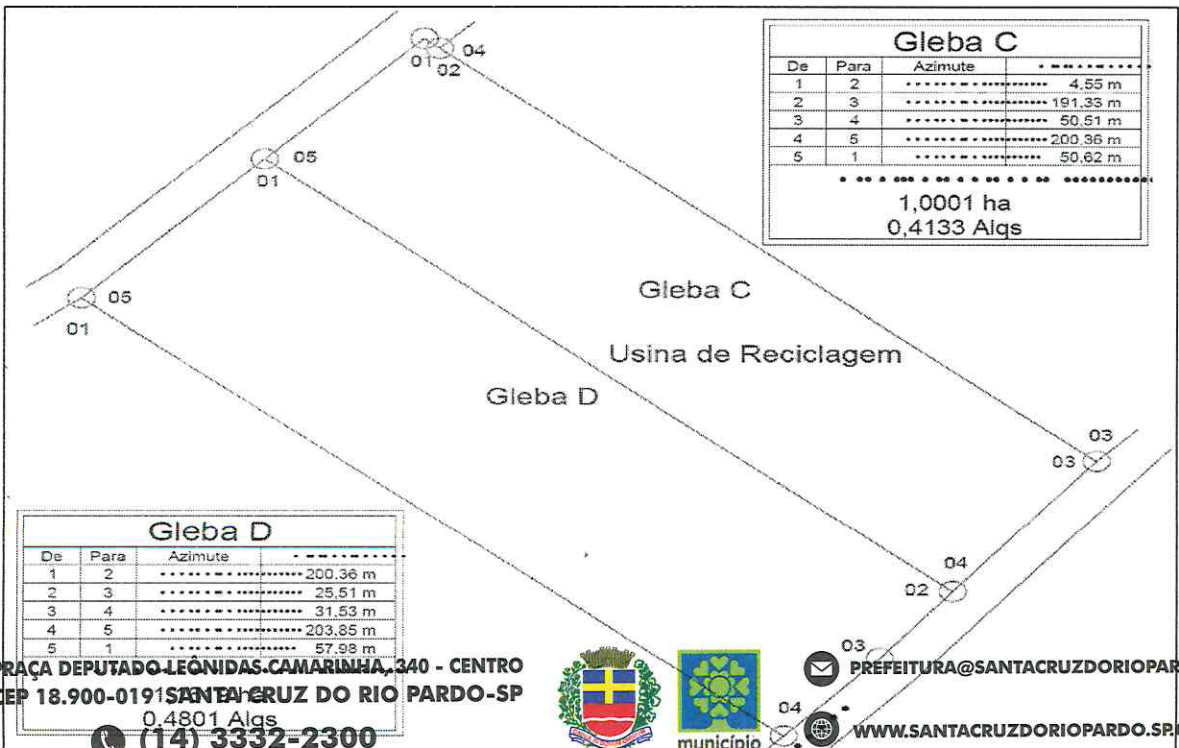 01
02
04
Gleba C
De Para Azimute
1 2 4,55 m
2 3 191,33 m
3 4 50,51 m
4 5 200,36 m
5 1 50,62 m
1,0001 ha
0,4133 Alqs
05
01
05
01
Gleba C
Usina de Reciclagem
Gleba D
03
03
04
02
03
04
Gleba D
De Para Azimute
1 2 200,36 m
2 3 25,51 m
3 4 31,53 m
4 5 203,85 m
5 1 57,98 m
0,4801 Alqs
PRAÇA DEPUTADO LEÔNIDAS CAMARINHA, 340 - CENTRO
CEP 18.900-019 SANTA CRUZ DO RIO PARDO-SP
(14) 3332-2300
município
PREFEITURA@SANTACRUZDORIOPAR
WWW.SANTACRUZDORIOPARDO.SP.